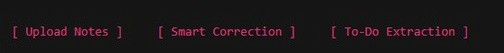 [ Upload Notes ]     [ Smart Correction ]     [ To-Do Extraction ]